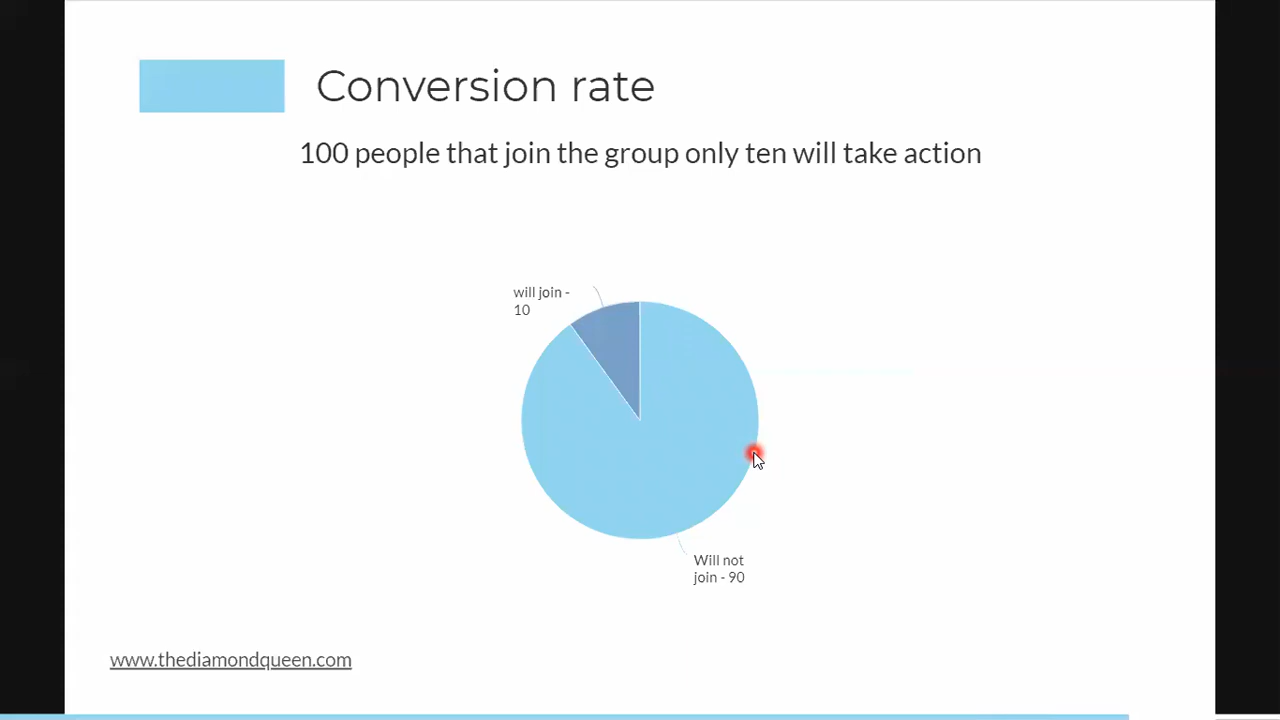 Conversion rate
100 people that join the group only ten will take action
will join -
10
Will not
join - 90
www.thediamondqueen.com